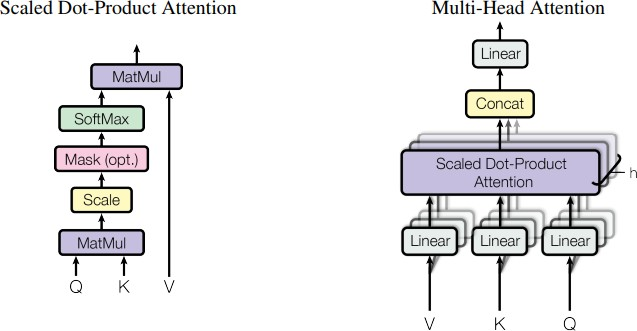 Scaled Dot-Product Attention
MatMul
SoftMax
Mask (opt.)
Scale
MatMul
Q K V
Multi-Head Attention
Linear
Concat
Scaled Dot-Product
Attention
h
Linear Linear Linear
V K Q